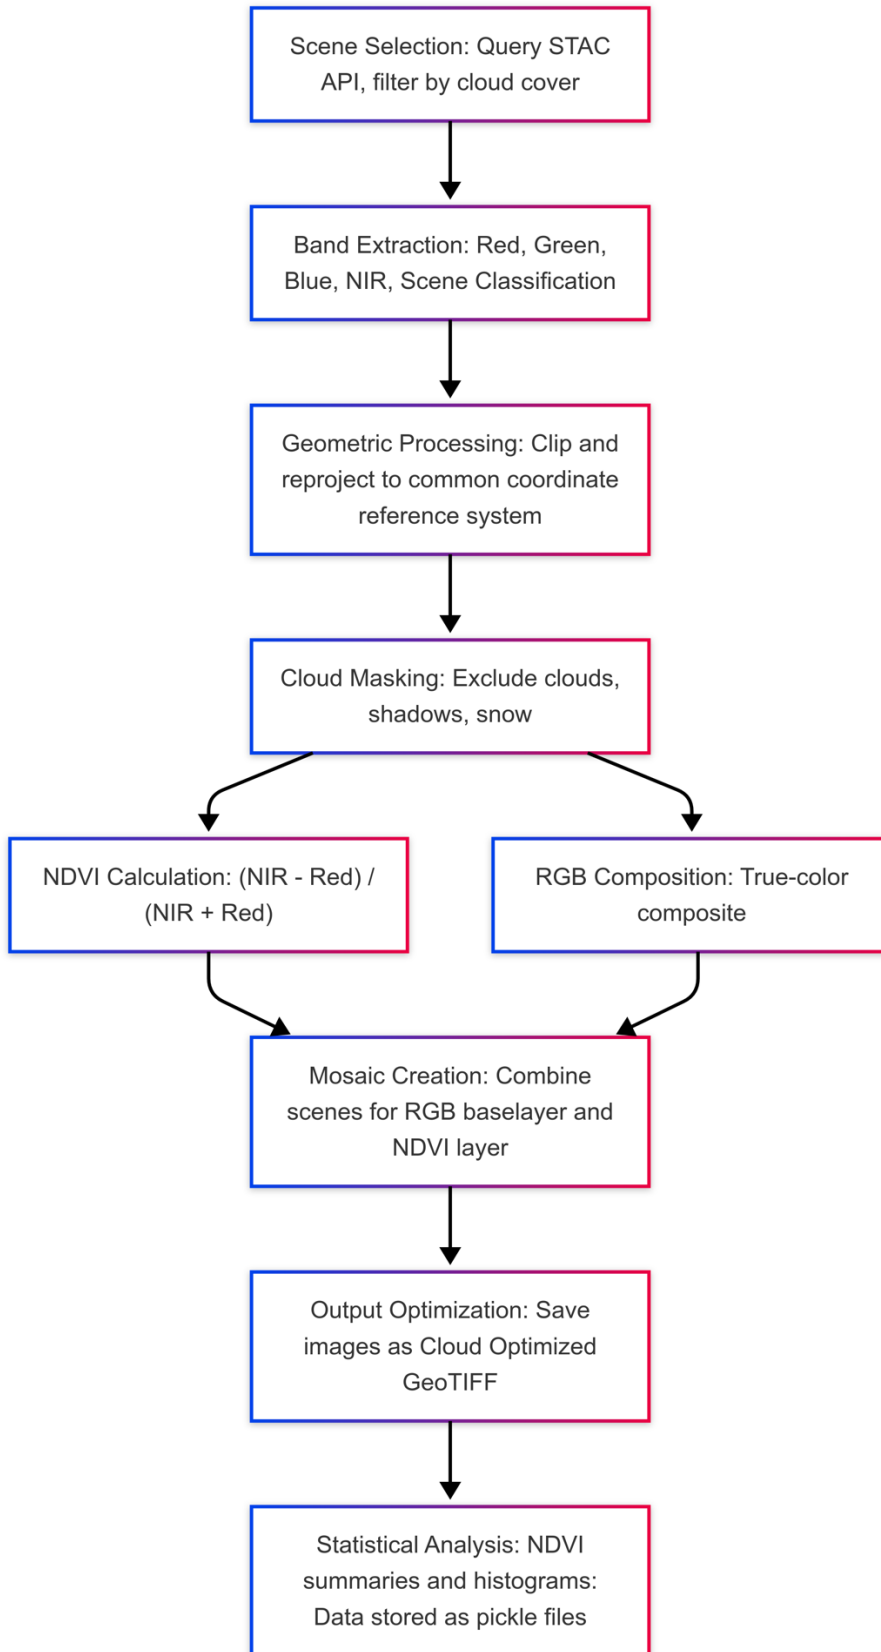 Scene Selection: Query STAC
API, filter by cloud cover
Band Extraction: Red, Green,
Blue, NIR, Scene Classification
Geometric Processing: Clip and
reproject to common coordinate
reference system
Cloud Masking: Exclude clouds,
shadows, snow
NDVI Calculation: (NIR - Red) /
(NIR + Red)
RGB Composition: True-color
composite
Mosaic Creation: Combine
scenes for RGB baselayer and
NDVI layer
Output Optimization: Save
images as Cloud Optimized
GeoTIFF
Statistical Analysis: NDVI
summaries and histograms:
Data stored as pickle files